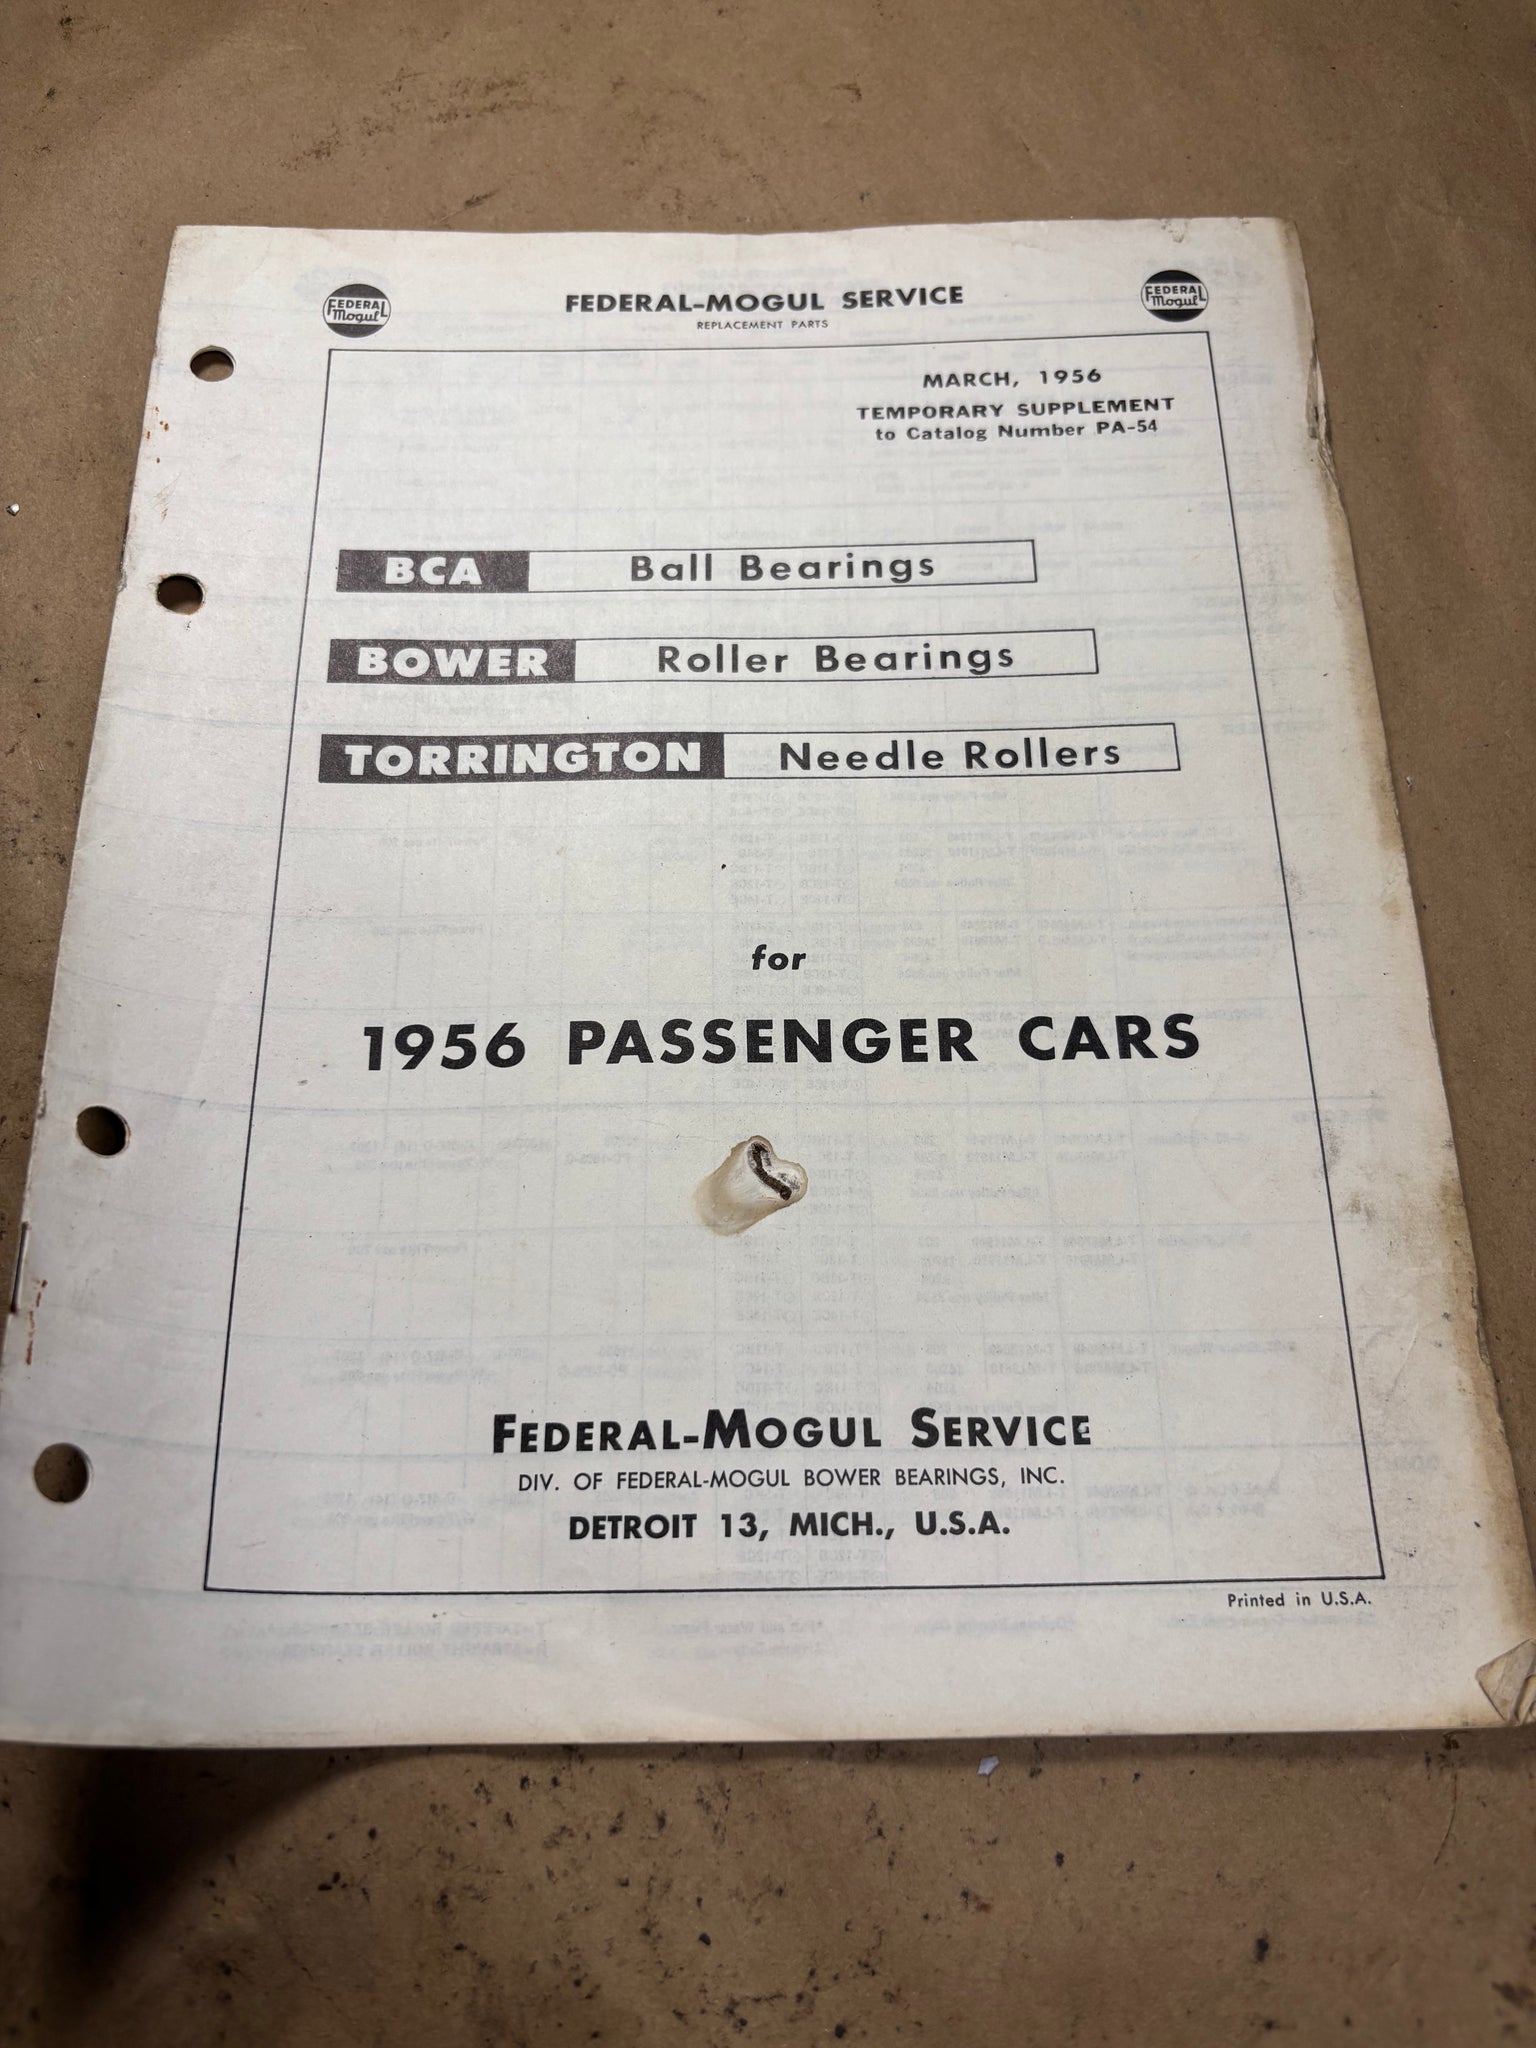 FEDERAL Mogul
FEDERAL-MOGUL SERVICE
FEDERAL Mogul
REPLACEMENT PARTS
MARCH, 1956
TEMPORARY SUPPLEMENT
to Catalog Number PA-54
BCA Ball Bearings
BOWER Roller Bearings
TORRINGTON Needle Rollers
for
1956 PASSENGER CARS
FEDERAL-MOGUL SERVICE
DIV. OF FEDERAL-MOGUL BOWER BEARINGS, INC.
DETROIT 13, MICH., U.S.A.
Printed in U.S.A.